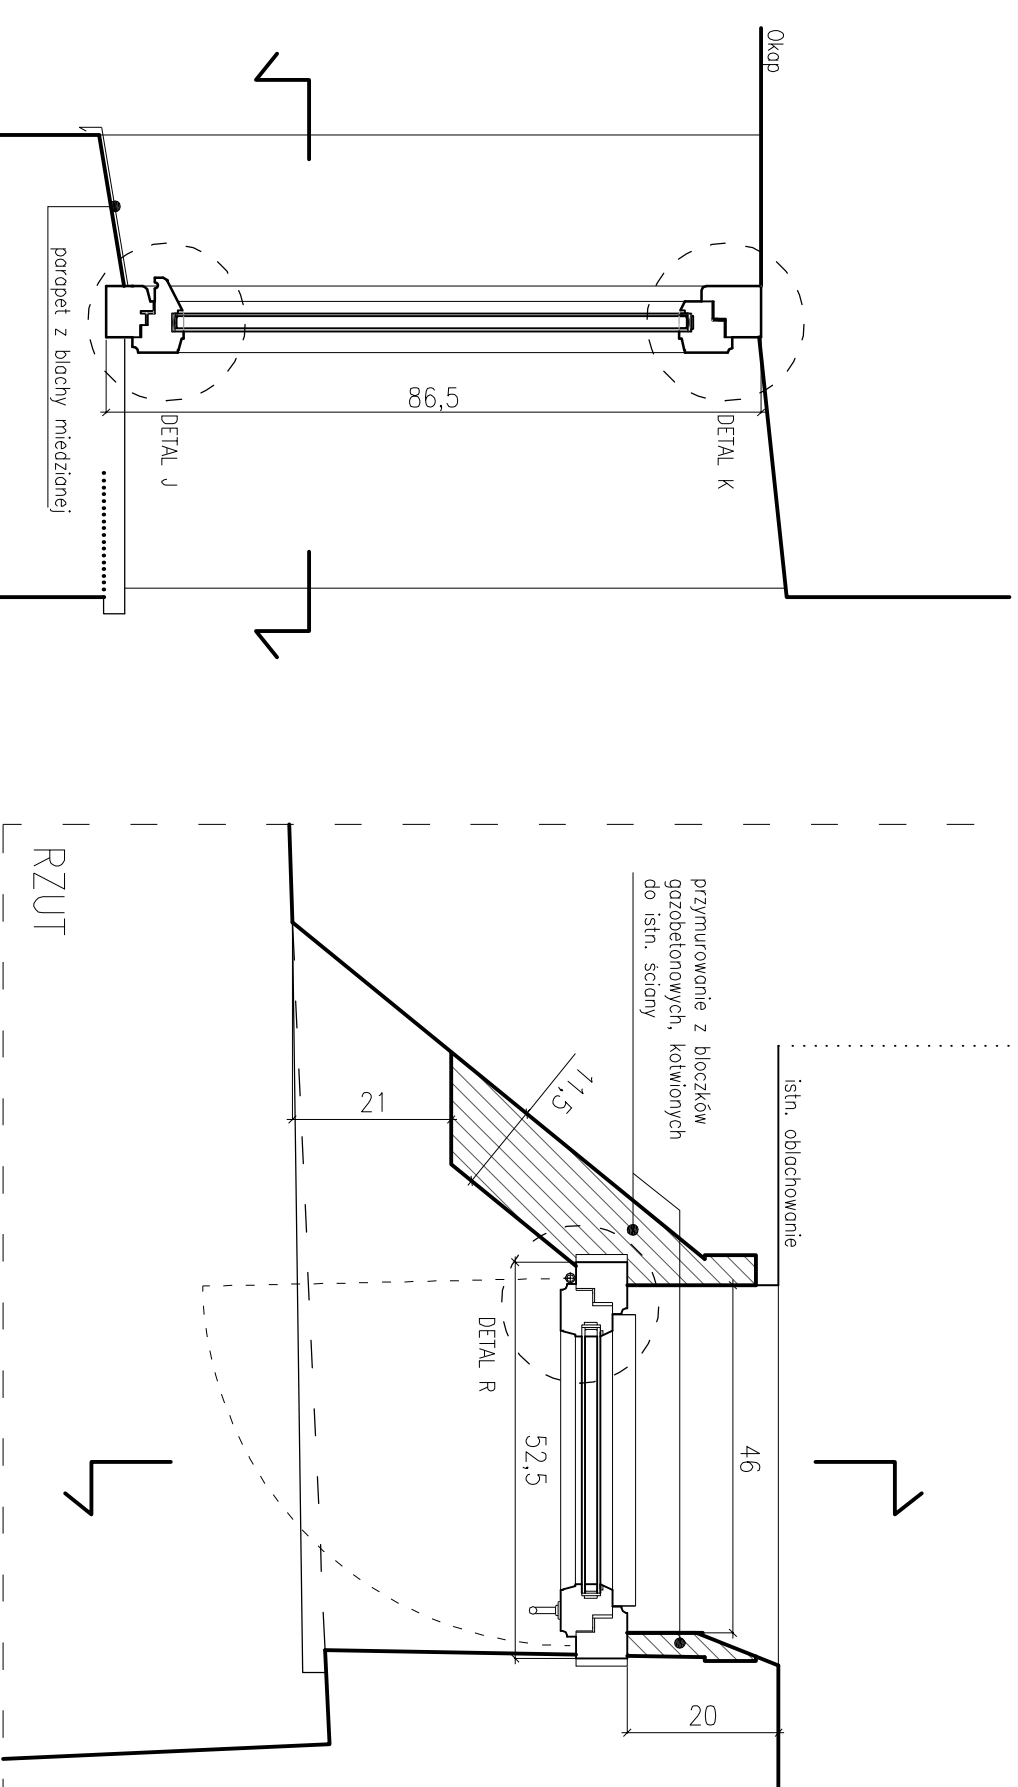 Okap
parapet z blachy miedzianej
86,5
DETAL J
DETAL K
RZUT
przymurowanie z bloczków
gazobetonowych, kotwionych
do istn. ściany
istn. oblachowanie
21
11,5
DETAL R
52,5
46
20